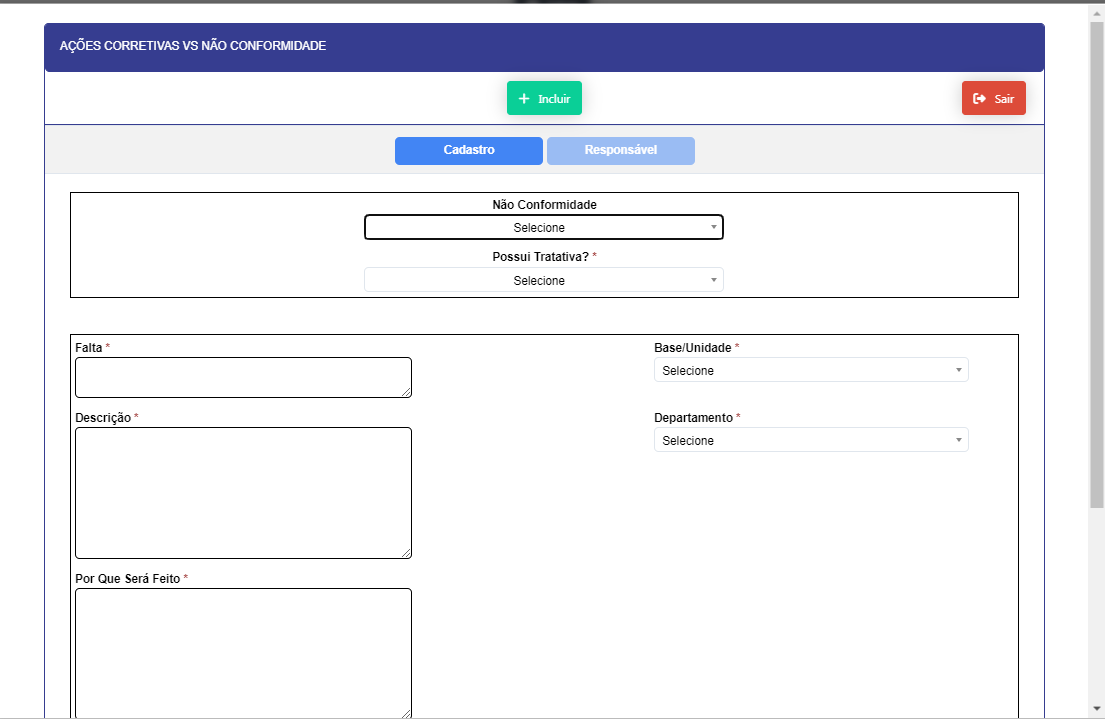 AÇÕES CORRETIVAS VS NÃO CONFORMIDADE
+ Incluir
Sair
Cadastro
Responsável
Não Conformidade
Selecione
Possui Tratativa? *
Selecione
Falta *
Base/Unidade *
Selecione
Descrição *
Departamento *
Selecione
Por Que Será Feito *